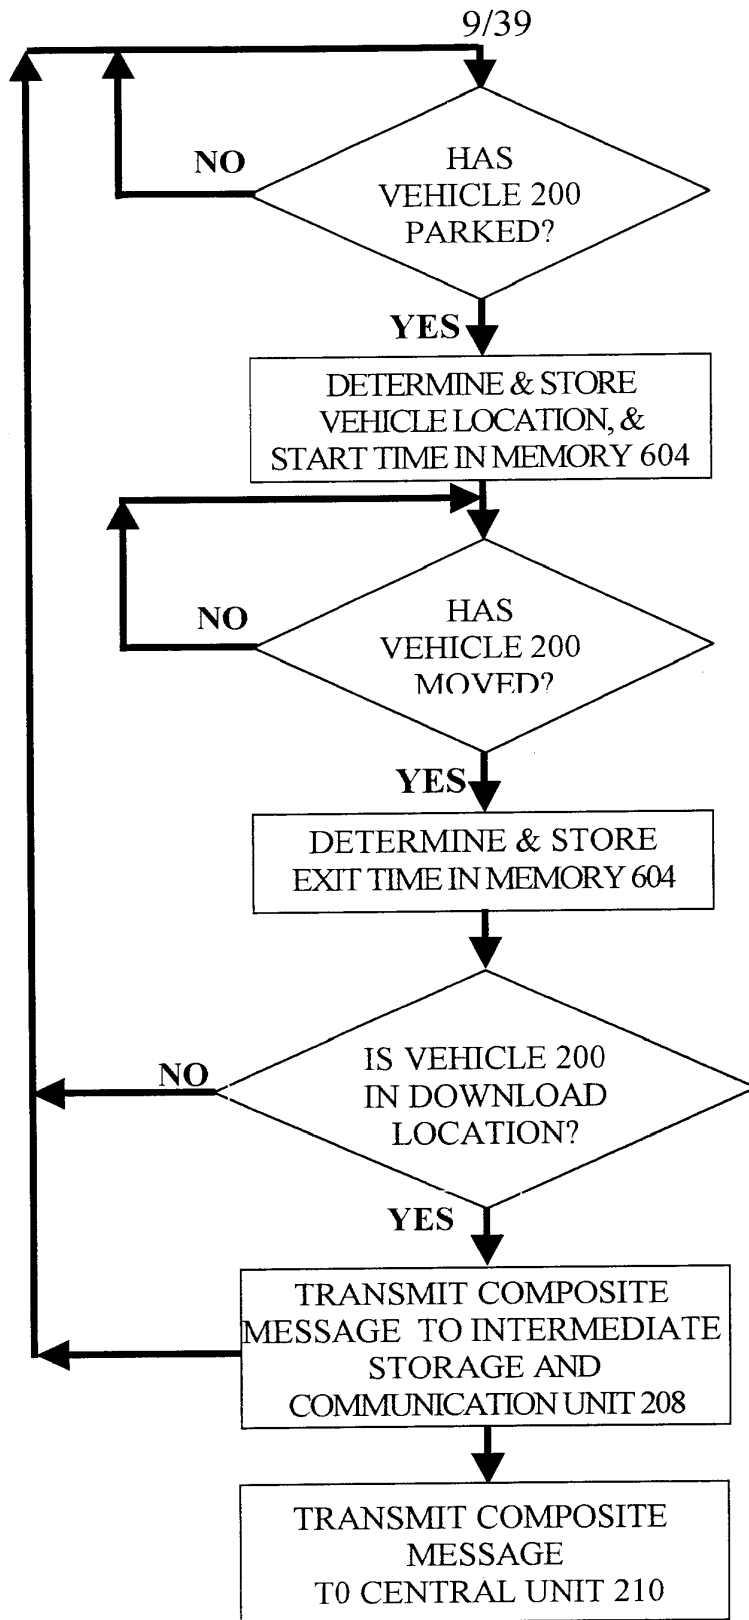 9/39
HAS
VEHICLE 200
PARKED?
NO
YES
DETERMINE & STORE
VEHICLE LOCATION, &
START TIME IN MEMORY 604
HAS
VEHICLE 200
MOVED?
NO
YES
DETERMINE & STORE
EXIT TIME IN MEMORY 604
IS VEHICLE 200
IN DOWNLOAD
LOCATION?
NO
YES
TRANSMIT COMPOSITE
MESSAGE TO INTERMEDIATE
STORAGE AND
COMMUNICATION UNIT 208
TRANSMIT COMPOSITE
MESSAGE
T0 CENTRAL UNIT 210